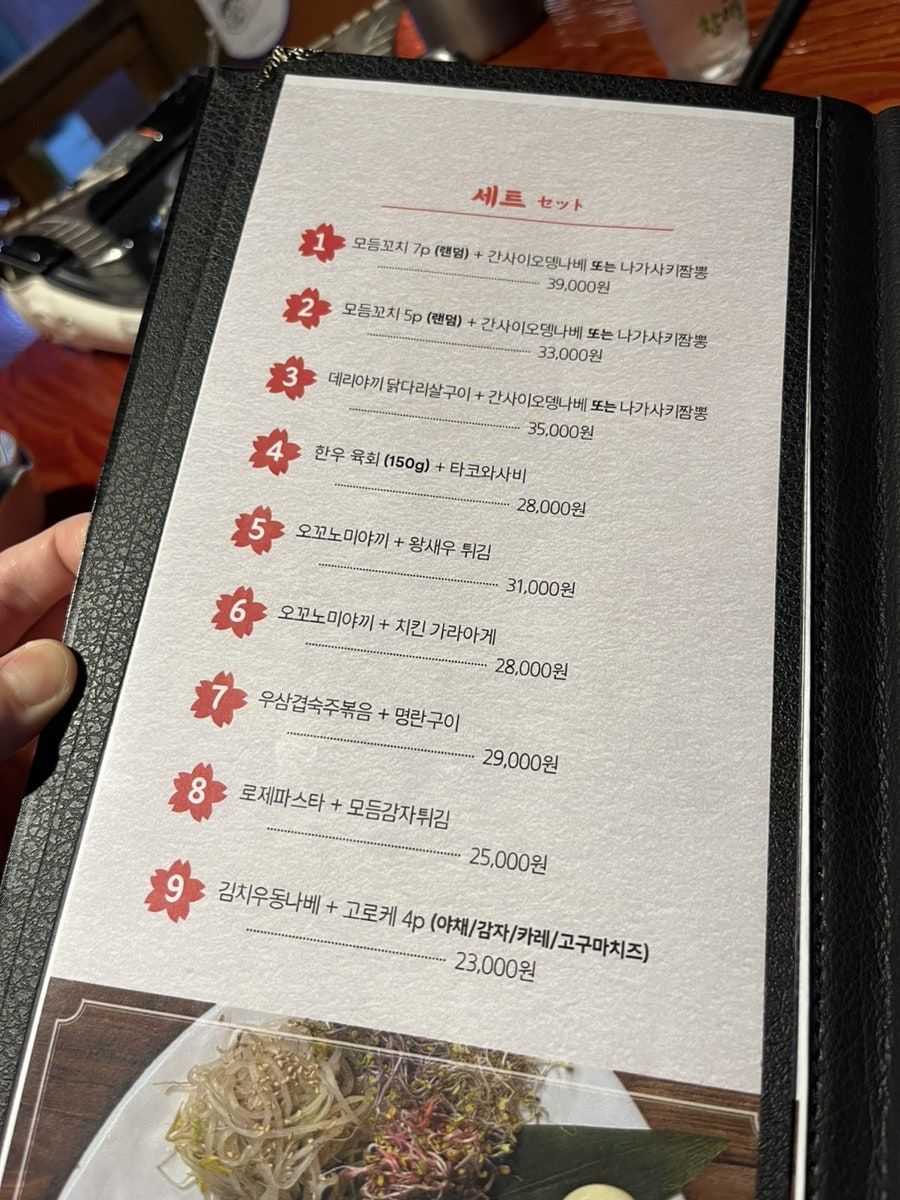 세트 セット
1 모듬꼬치 7p (랜덤) + 간사이오뎅나베 또는 나가사키짬뽕
39,000원
2 모듬꼬치 5p (랜덤) + 간사이오뎅나베 또는 나가사키짬뽕
33,000원
3 데리야끼 닭다리살구이 + 간사이오뎅나베 또는 나가사키짬뽕
35,000원
4 한우 육회 (150g) + 타코와사비
28,000원
5 오꼬노미야끼 + 왕새우 튀김
31,000원
6 오꼬노미야끼 + 치킨 가라아게
28,000원
7 우삼겹숙주볶음 + 명란구이
29,000원
8 로제파스타 + 모듬감자튀김
25,000원
9 김치우동나베 + 고로케 4p (야채/감자/카레/고구마치즈)
23,000원